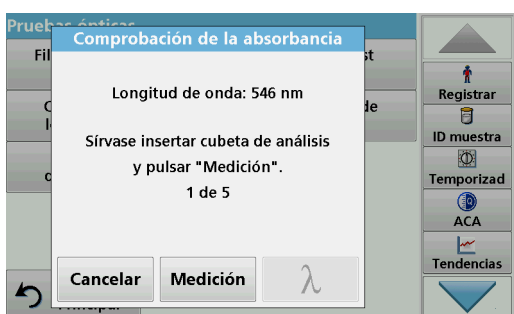 Pruebas ópticas
Comprobación de la absorbancia
Longitud de onda: 546 nm
Sírvase insertar cubeta de análisis
y pulsar "Medición".
1 de 5
Cancelar
Medición
λ
Registrar
ID muestra
Temporizad
ACA
Tendencias